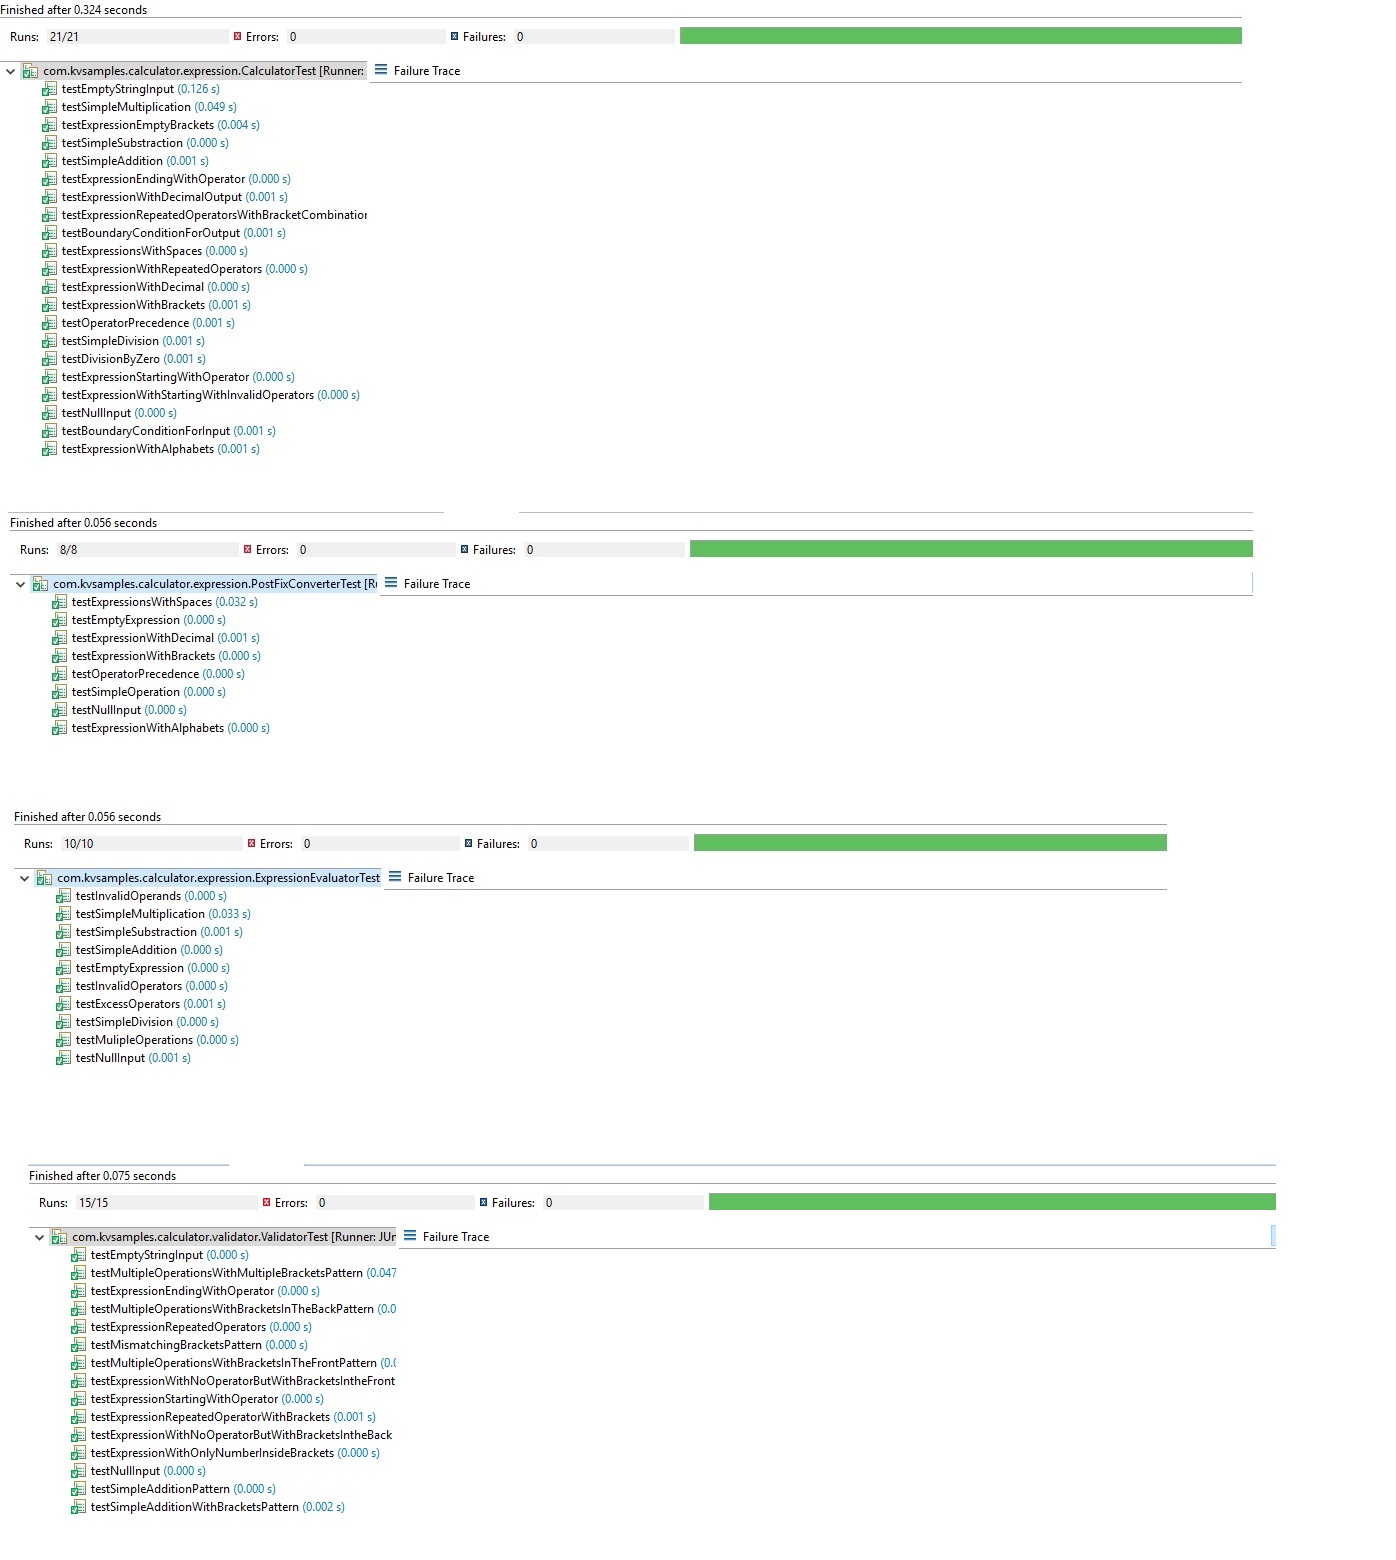 Finished after 0.324 seconds
Runs: 21/21 Errors: 0 Failures: 0
com.kvsamples.calculator.expression.CalculatorTest [Runner: Failure Trace
testEmptyStringInput (0.126 s)
testSimpleMultiplication (0.049 s)
testExpressionEmptyBrackets (0.004 s)
testSimpleSubstraction (0.000 s)
testSimpleAddition (0.001 s)
testExpressionEndingWithOperator (0.000 s)
testExpressionWithDecimalOutput (0.001 s)
testExpressionRepeatedOperatorsWithBracketCombination
testBoundaryConditionForOutput (0.001 s)
testExpressionsWithSpaces (0.000 s)
testExpressionWithRepeatedOperators (0.000 s)
testExpressionWithDecimal (0.000 s)
testExpressionWithBrackets (0.001 s)
testOperatorPrecedence (0.001 s)
testSimpleDivision (0.001 s)
testDivisionByZero (0.001 s)
testExpressionStartingWithOperator (0.000 s)
testExpressionWithStartingWithInvalidOperators (0.000 s)
testNullInput (0.000 s)
testBoundaryConditionForInput (0.001 s)
testExpressionWithAlphabets (0.001 s)
Finished after 0.056 seconds
Runs: 8/8 Errors: 0 Failures: 0
com.kvsamples.calculator.expression.PostFixConverterTest [Ru Failure Trace
testExpressionsWithSpaces (0.032 s)
testEmptyExpression (0.000 s)
testExpressionWithDecimal (0.001 s)
testExpressionWithBrackets (0.000 s)
testOperatorPrecedence (0.000 s)
testSimpleOperation (0.000 s)
testNullInput (0.000 s)
testExpressionWithAlphabets (0.000 s)
Finished after 0.056 seconds
Runs: 10/10 Errors: 0 Failures: 0
com.kvsamples.calculator.expression.ExpressionEvaluatorTest Failure Trace
testInvalidOperands (0.000 s)
testSimpleMultiplication (0.033 s)
testSimpleSubstraction (0.001 s)
testSimpleAddition (0.000 s)
testEmptyExpression (0.000 s)
testInvalidOperators (0.000 s)
testExcessOperators (0.001 s)
testSimpleDivision (0.000 s)
testMulipleOperations (0.000 s)
testNullInput (0.001 s)
Finished after 0.075 seconds
Runs: 15/15 Errors: 0 Failures: 0
com.kvsamples.calculator.validator.ValidatorTest [Runner: JUn Failure Trace
testEmptyStringInput (0.000 s)
testMultipleOperationsWithMultipleBracketsPattern (0.047
testExpressionEndingWithOperator (0.000 s)
testMultipleOperationsWithBracketsInTheBackPattern (0.0
testExpressionRepeatedOperators (0.000 s)
testMismatchingBracketsPattern (0.000 s)
testMultipleOperationsWithBracketsInTheFrontPattern (0.0
testExpressionWithNoOperatorButWithBracketsIntheFront
testExpressionStartingWithOperator (0.000 s)
testExpressionRepeatedOperatorWithBrackets (0.001 s)
testExpressionWithNoOperatorButWithBracketsIntheBack
testExpressionWithOnlyNumberInsideBrackets (0.000 s)
testNullInput (0.000 s)
testSimpleAdditionPattern (0.000 s)
testSimpleAdditionWithBracketsPattern (0.002 s)